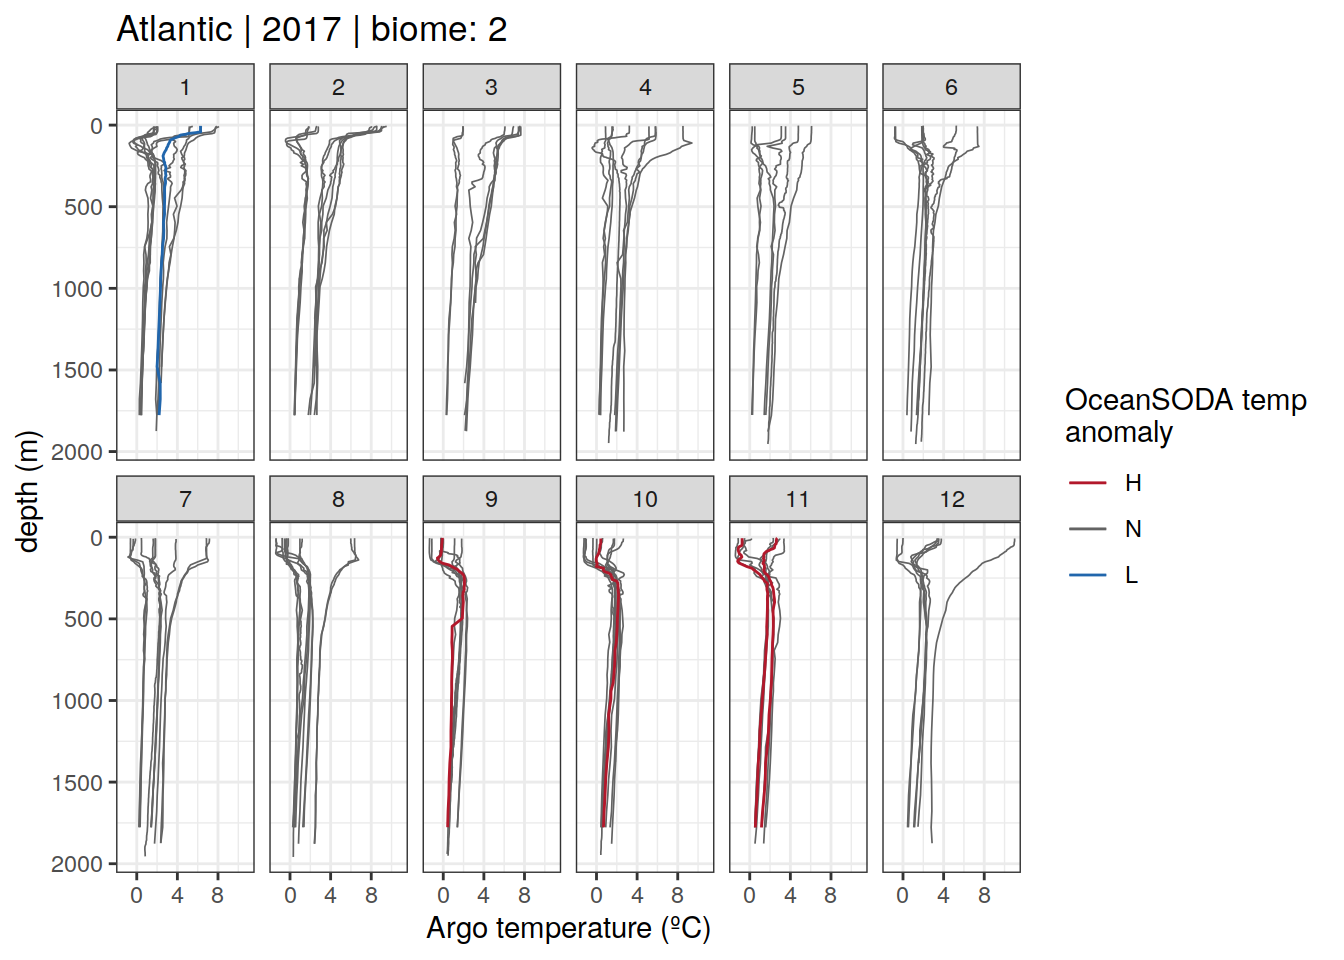 Atlantic | 2017 | biome: 2
1 2 3 4 5 6
0
500
1000
1500
2000
7 8 9 10 11 12
0
500
1000
1500
2000
0 4 8 0 4 8 0 4 8 0 4 8 0 4 8 0 4 8
Argo temperature (ºC)
depth (m)
OceanSODA temp
anomaly
H
N
L